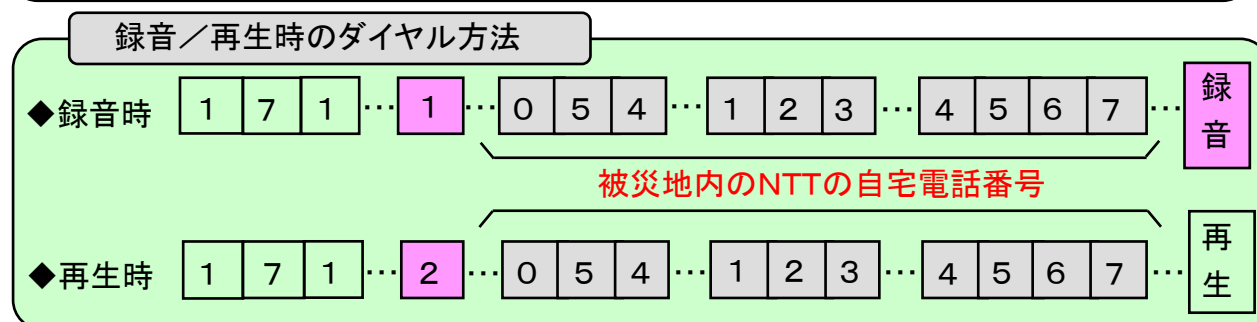 録音／再生時のダイヤル方法
◆録音時 1 7 1 … 1 … 0 5 4 … 1 2 3 … 4 5 6 7 … 録音
被災地内のNTTの自宅電話番号
◆再生時 1 7 1 … 2 … 0 5 4 … 1 2 3 … 4 5 6 7 … 再生